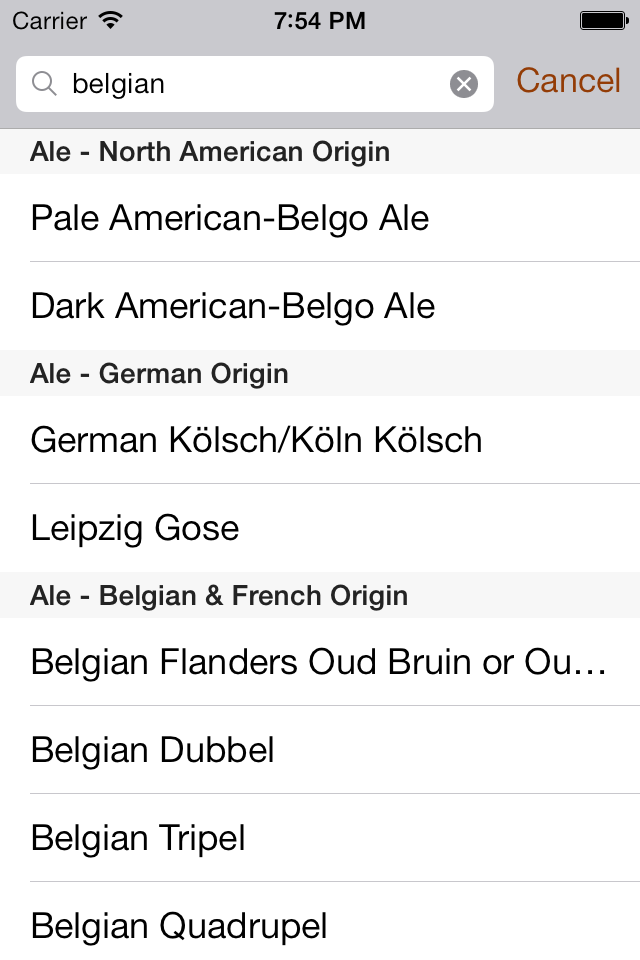 Carrier 7:54 PM
belgian Cancel
Ale - North American Origin
Pale American-Belgo Ale
Dark American-Belgo Ale
Ale - German Origin
German Kölsch/Köln Kölsch
Leipzig Gose
Ale - Belgian & French Origin
Belgian Flanders Oud Bruin or Ou…
Belgian Dubbel
Belgian Tripel
Belgian Quadrupel